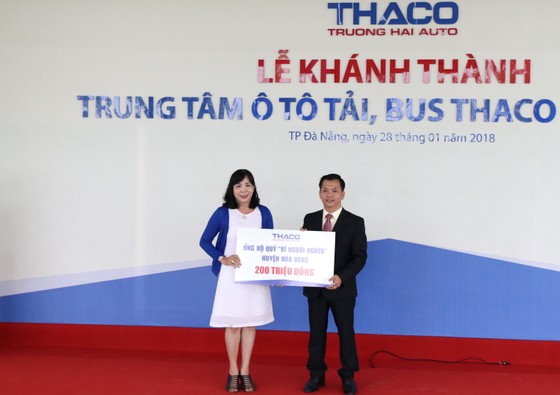 THACO
TRUONG HAI AUTO
LỄ KHÁNH THÀNH
TRUNG TÂM Ô TÔ TẢI, BUS THACO
TP Đà Nẵng, ngày 28 tháng 01 năm 2018
THACO
ỦNG HỘ QUỸ "VÌ NGƯỜI NGHÈO"
HUYỆN HÒA VANG
200 TRIỆU ĐỒNG